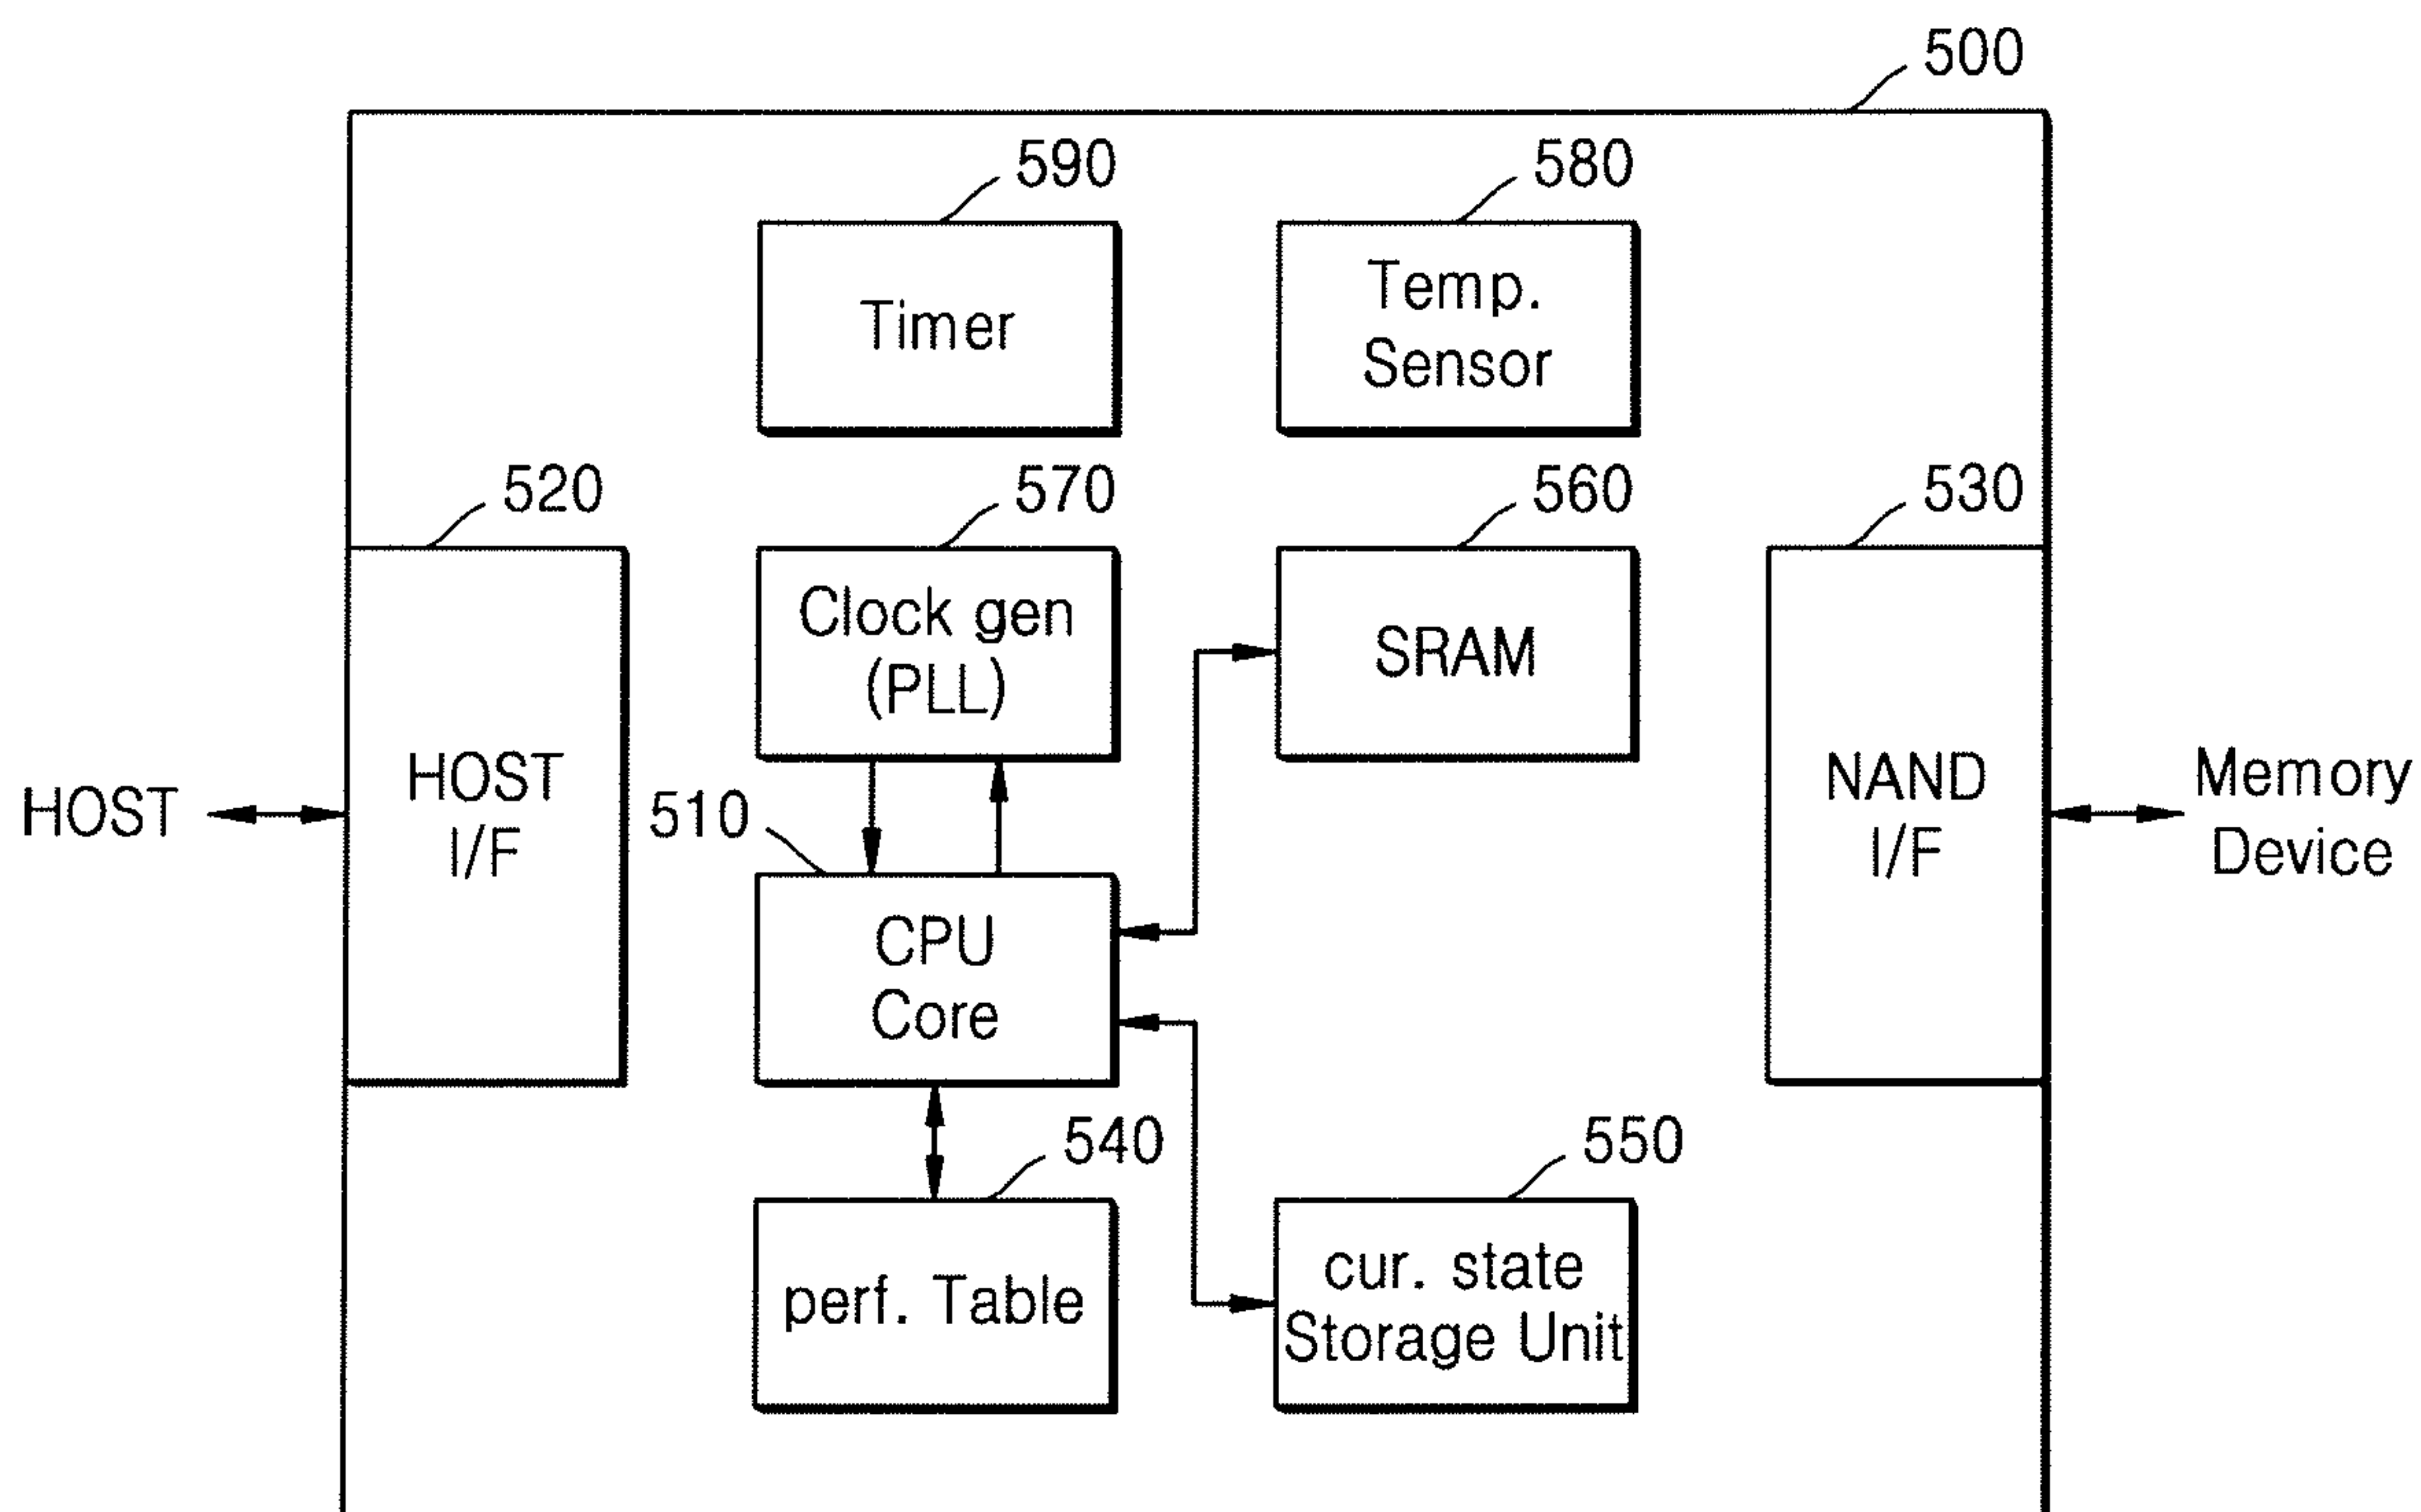 500
590
580
Timer
Temp.
Sensor
520
570
560
530
Clock gen
(PLL)
SRAM
HOST
HOST
I/F
510
NAND
I/F
Memory
Device
CPU
Core
540
550
perf. Table
cur. state
Storage Unit